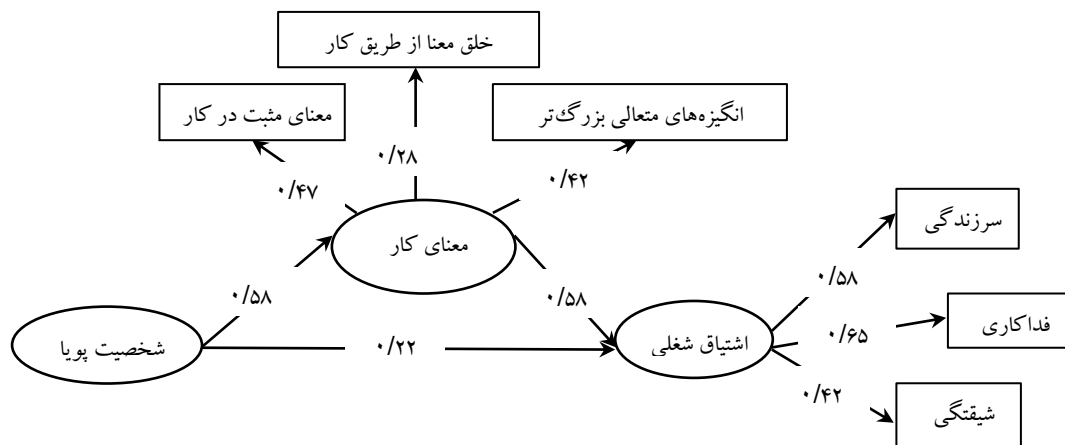 خلق معنا از طریق کار
معنای مثبت در کار
انگیزه‌های متعالی بزرگ‌تر
۰/۲۸
۰/۴۷
۰/۴۲
سرزندگی
معنای کار
۰/۵۸
۰/۵۸
۰/۵۸
فداکاری
شخصیت پویا
۰/۲۲
اشتیاق شغلی
۰/۶۵
۰/۴۲
شیفتگی